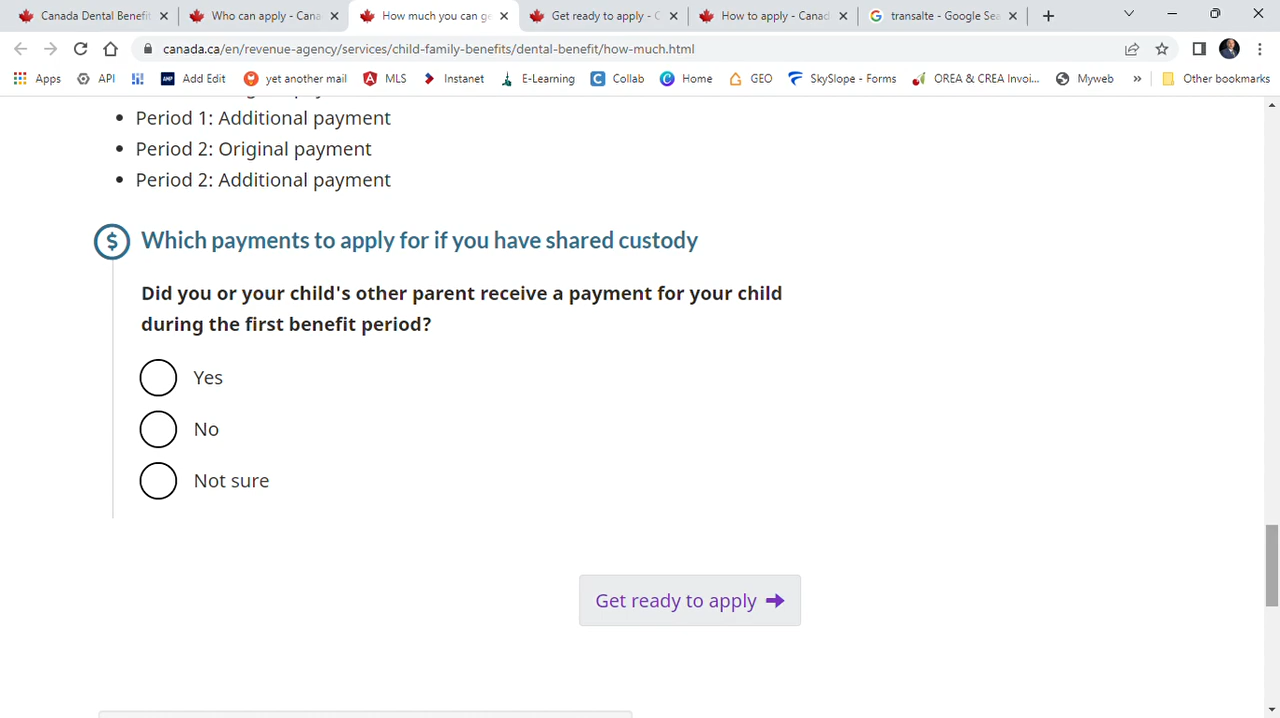 Canada Dental Benefit
Who can apply - Cana
How much you can ge
Get ready to apply - C
How to apply - Canad
transalte - Google Sea
canada.ca/en/revenue-agency/services/child-family-benefits/dental-benefit/how-much.html
Apps
API
AMP Add Edit
yet another mail
MLS
Instanet
E-Learning
Collab
Home
GEO
SkySlope - Forms
OREA & CREA Invoi...
Myweb
»
Other bookmarks
• Period 1: Additional payment
• Period 2: Original payment
• Period 2: Additional payment
$ Which payments to apply for if you have shared custody
Did you or your child's other parent receive a payment for your child
during the first benefit period?
Yes
No
Not sure
Get ready to apply